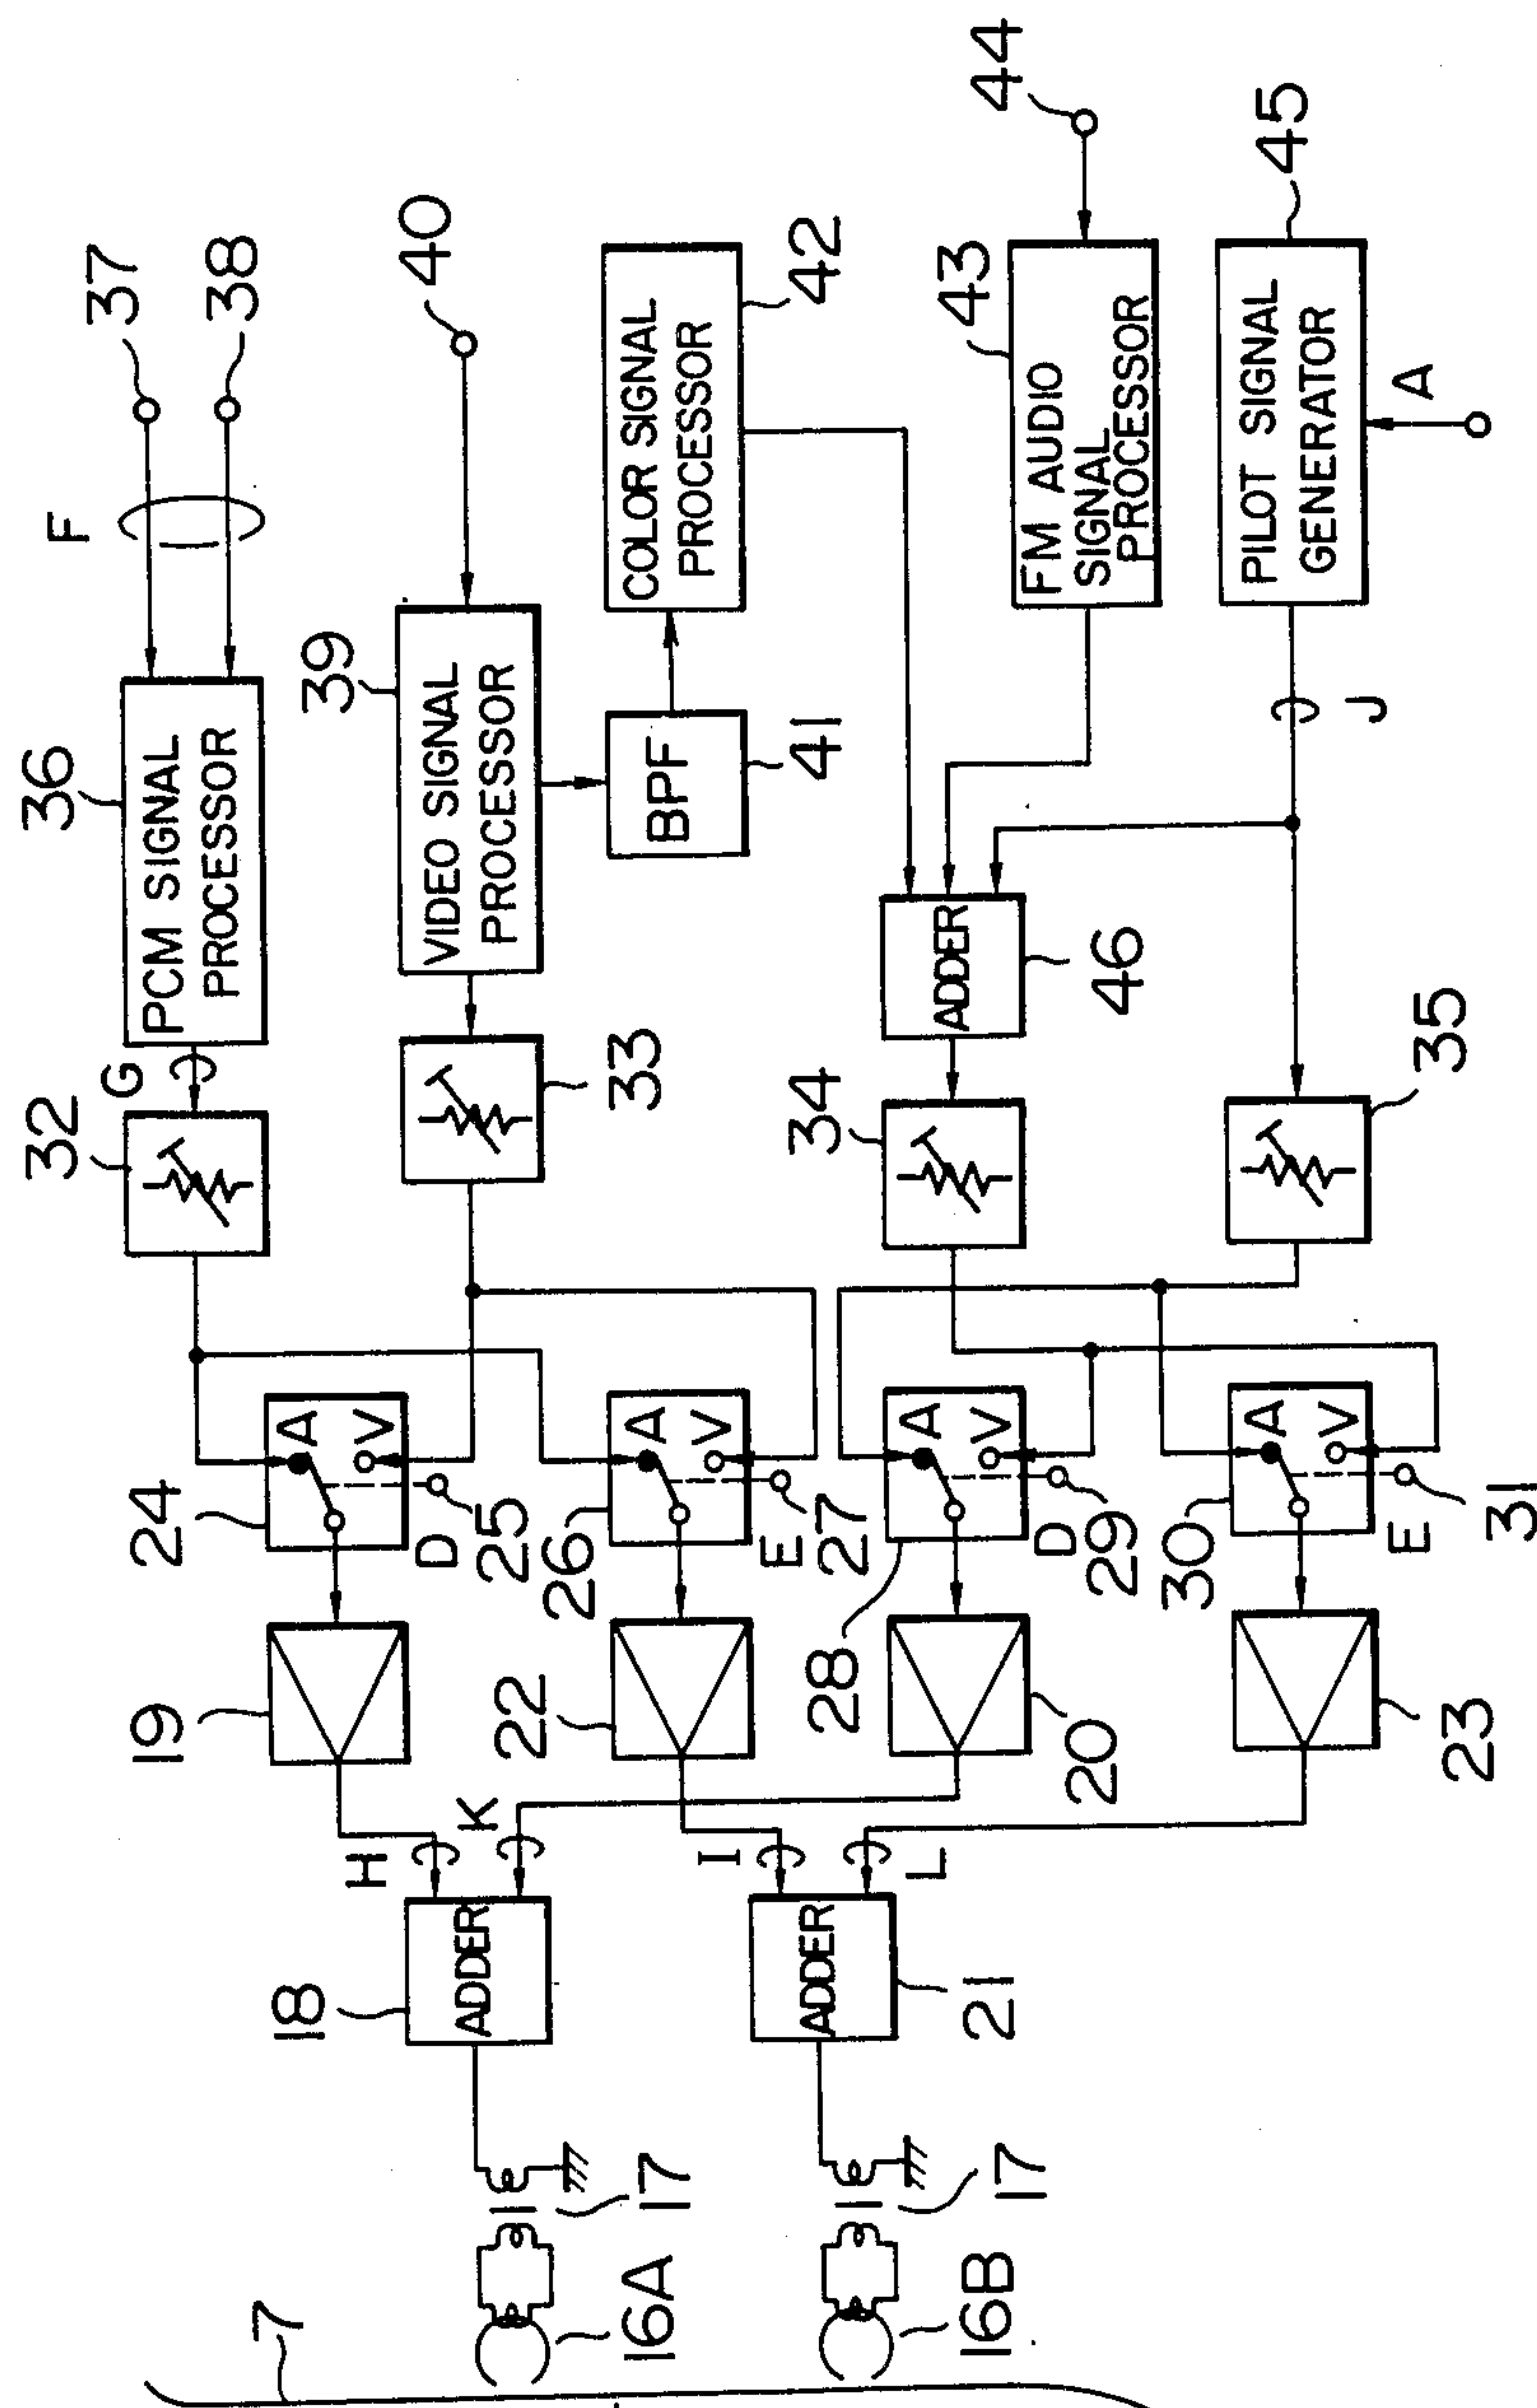 37
38
F
36
PCM SIGNAL
PROCESSOR
G
32
40
39
VIDEO SIGNAL
PROCESSOR
33
41
BPF
42
COLOR SIGNAL
PROCESSOR
44
43
FM AUDIO
SIGNAL
PROCESSOR
45
PILOT SIGNAL
GENERATOR
A
J
46
ADDER
34
35
24
A
V
D
25
26
A
V
E
27
28
A
V
D
29
30
A
V
E
31
19
22
20
23
H
K
I
L
18
ADDER
21
ADDER
17
17
16A
16B
7